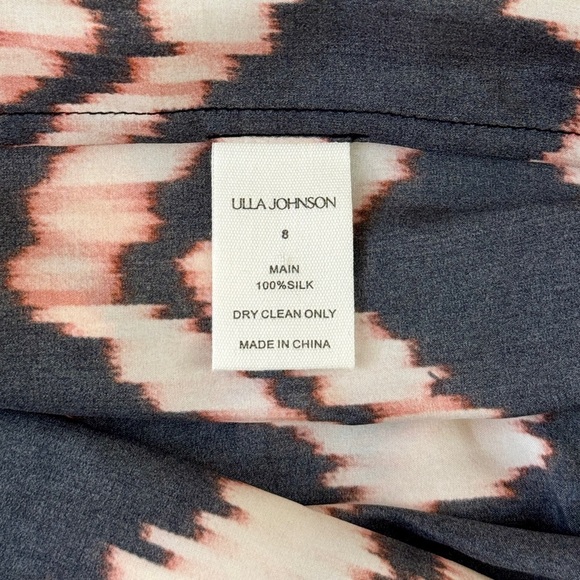 ULLA JOHNSON
8
MAIN
100%SILK
DRY CLEAN ONLY
MADE IN CHINA